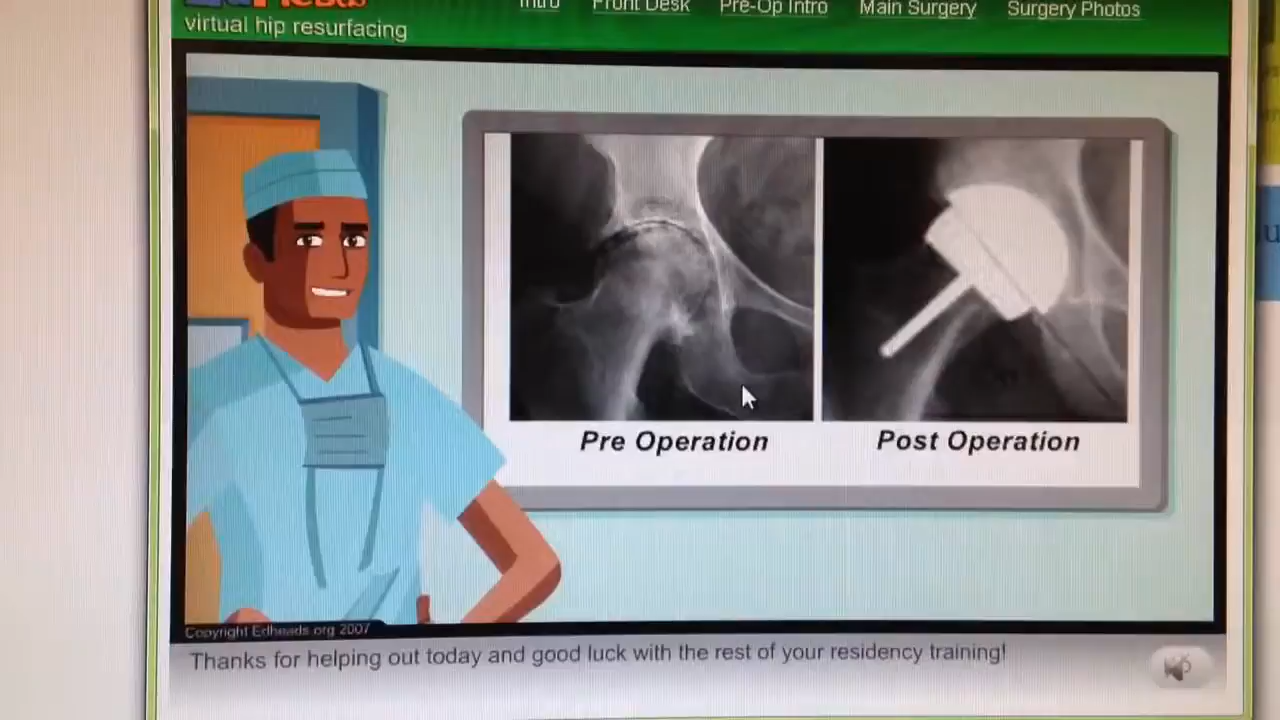 Intro Front Desk Pre-Op Intro Main Surgery Surgery Photos
virtual hip resurfacing
Pre Operation Post Operation
Copyright Edheads.org 2007
Thanks for helping out today and good luck with the rest of your residency training!